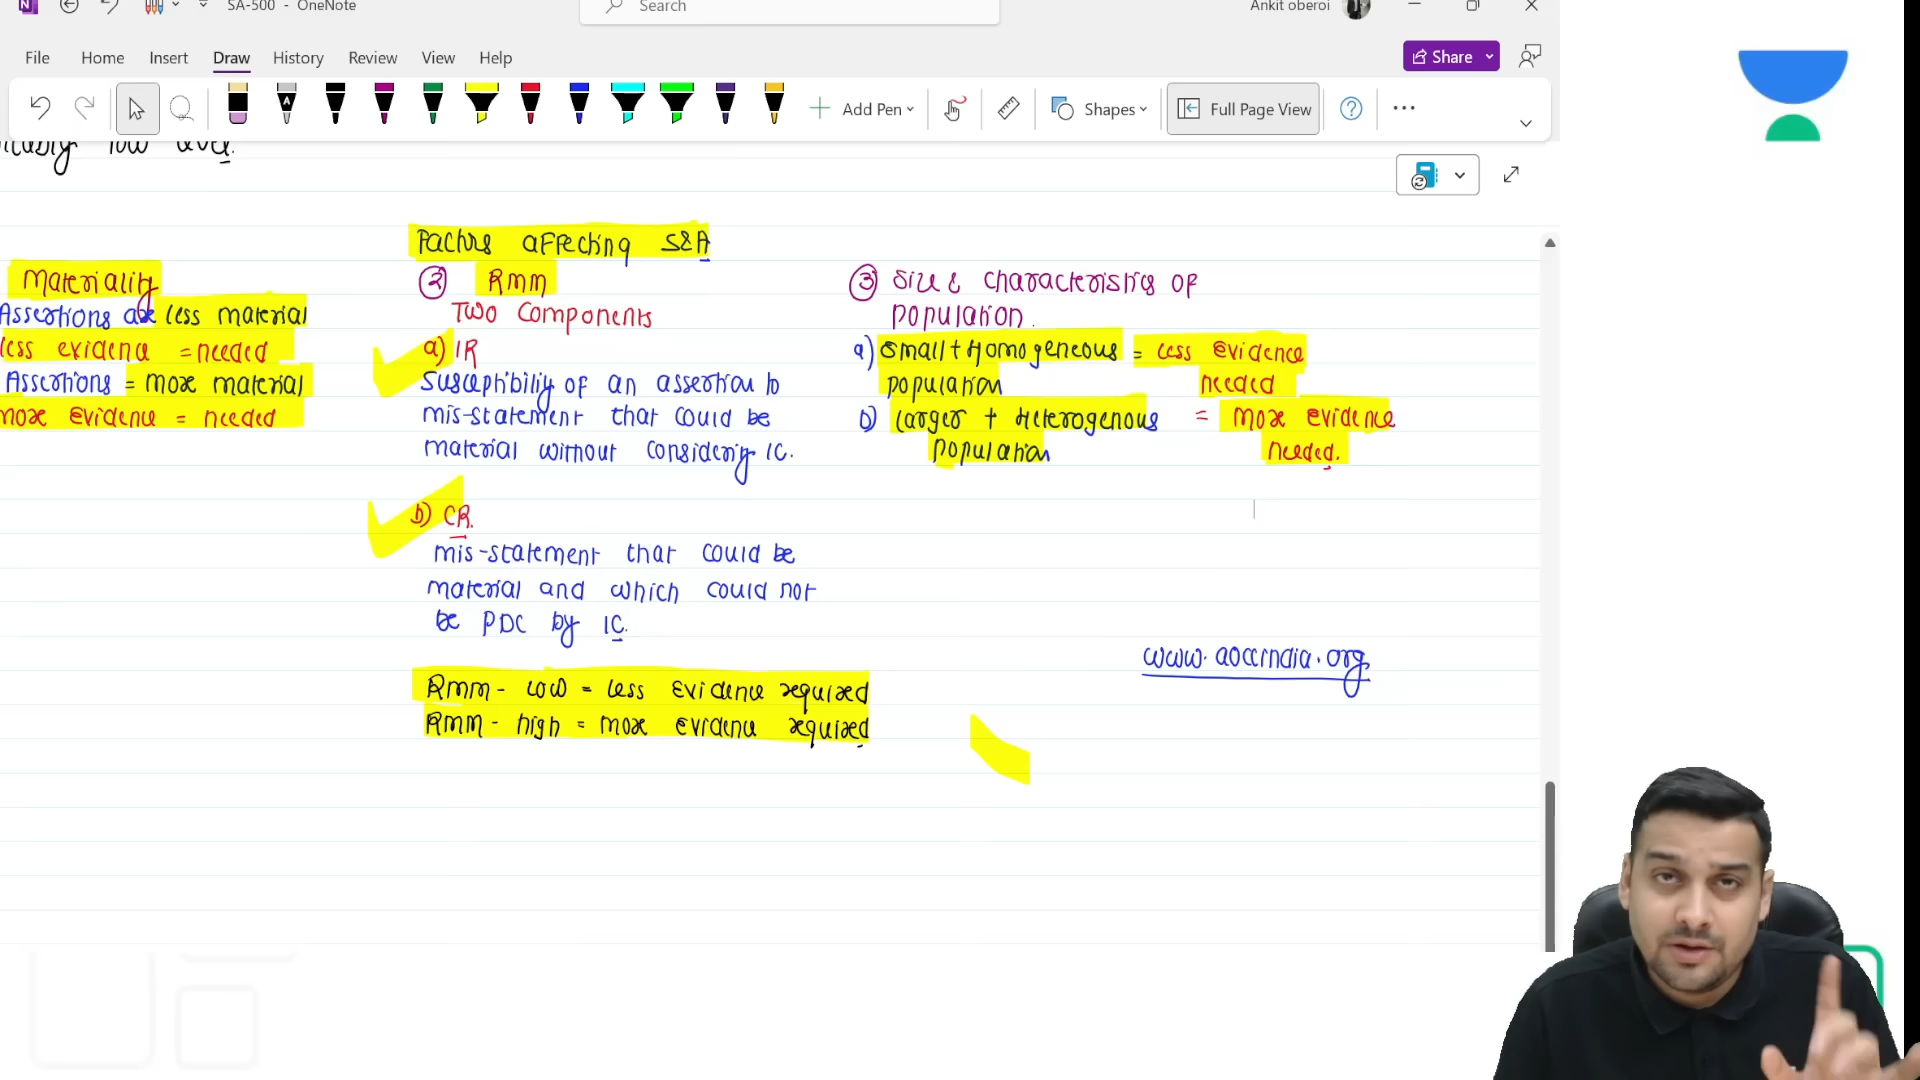 SA-500 - OneNote
Search
Ankit oberoi
File Home Insert Draw History Review View Help
Share
Add Pen
Shapes
Full Page View
low level.
Factors affecting S&A
Materiality
Assertions are less material
less evidence = needed
Assertions = more material
more evidence = needed
② Rmm
Two Components
a) IR
Susceptibiliy of an assertion to
mis-statement that could be
material without considering IC.
b) CR.
mis-statement that could be
material and which could not
be PDC by IC.
Rmm - low = less evidence required
Rmm - high = more evidence required
③ Size & characteristics of
population.
a) Small + Homogeneous = less evidence
population needed
b) larger + Heterogenous = more evidence
population needed.
www.aoccindia.org